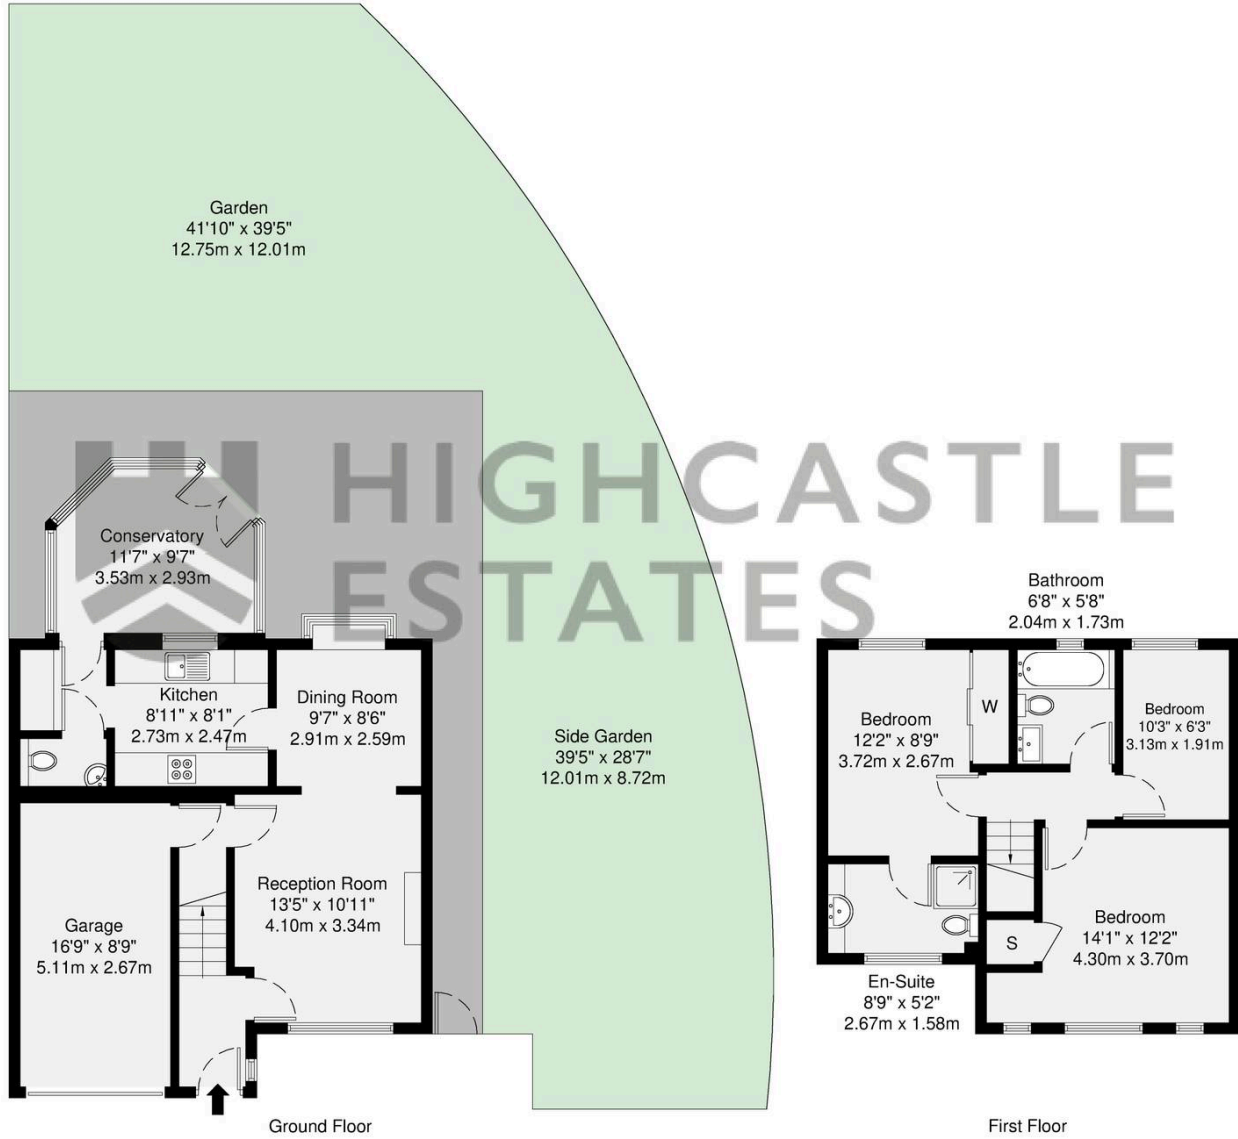 Garden
41'10" x 39'5"
12.75m x 12.01m
HIGHCASTLE
ESTATES
Conservatory
11'7" x 9'7"
3.53m x 2.93m
Kitchen
8'11" x 8'1"
2.73m x 2.47m
Dining Room
9'7" x 8'6"
2.91m x 2.59m
Side Garden
39'5" x 28'7"
12.01m x 8.72m
Reception Room
13'5" x 10'11"
4.10m x 3.34m
Garage
16'9" x 8'9"
5.11m x 2.67m
Ground Floor
Bathroom
6'8" x 5'8"
2.04m x 1.73m
Bedroom
12'2" x 8'9"
3.72m x 2.67m
W
Bedroom
10'3" x 6'3"
3.13m x 1.91m
Bedroom
14'1" x 12'2"
4.30m x 3.70m
S
En-Suite
8'9" x 5'2"
2.67m x 1.58m
First Floor